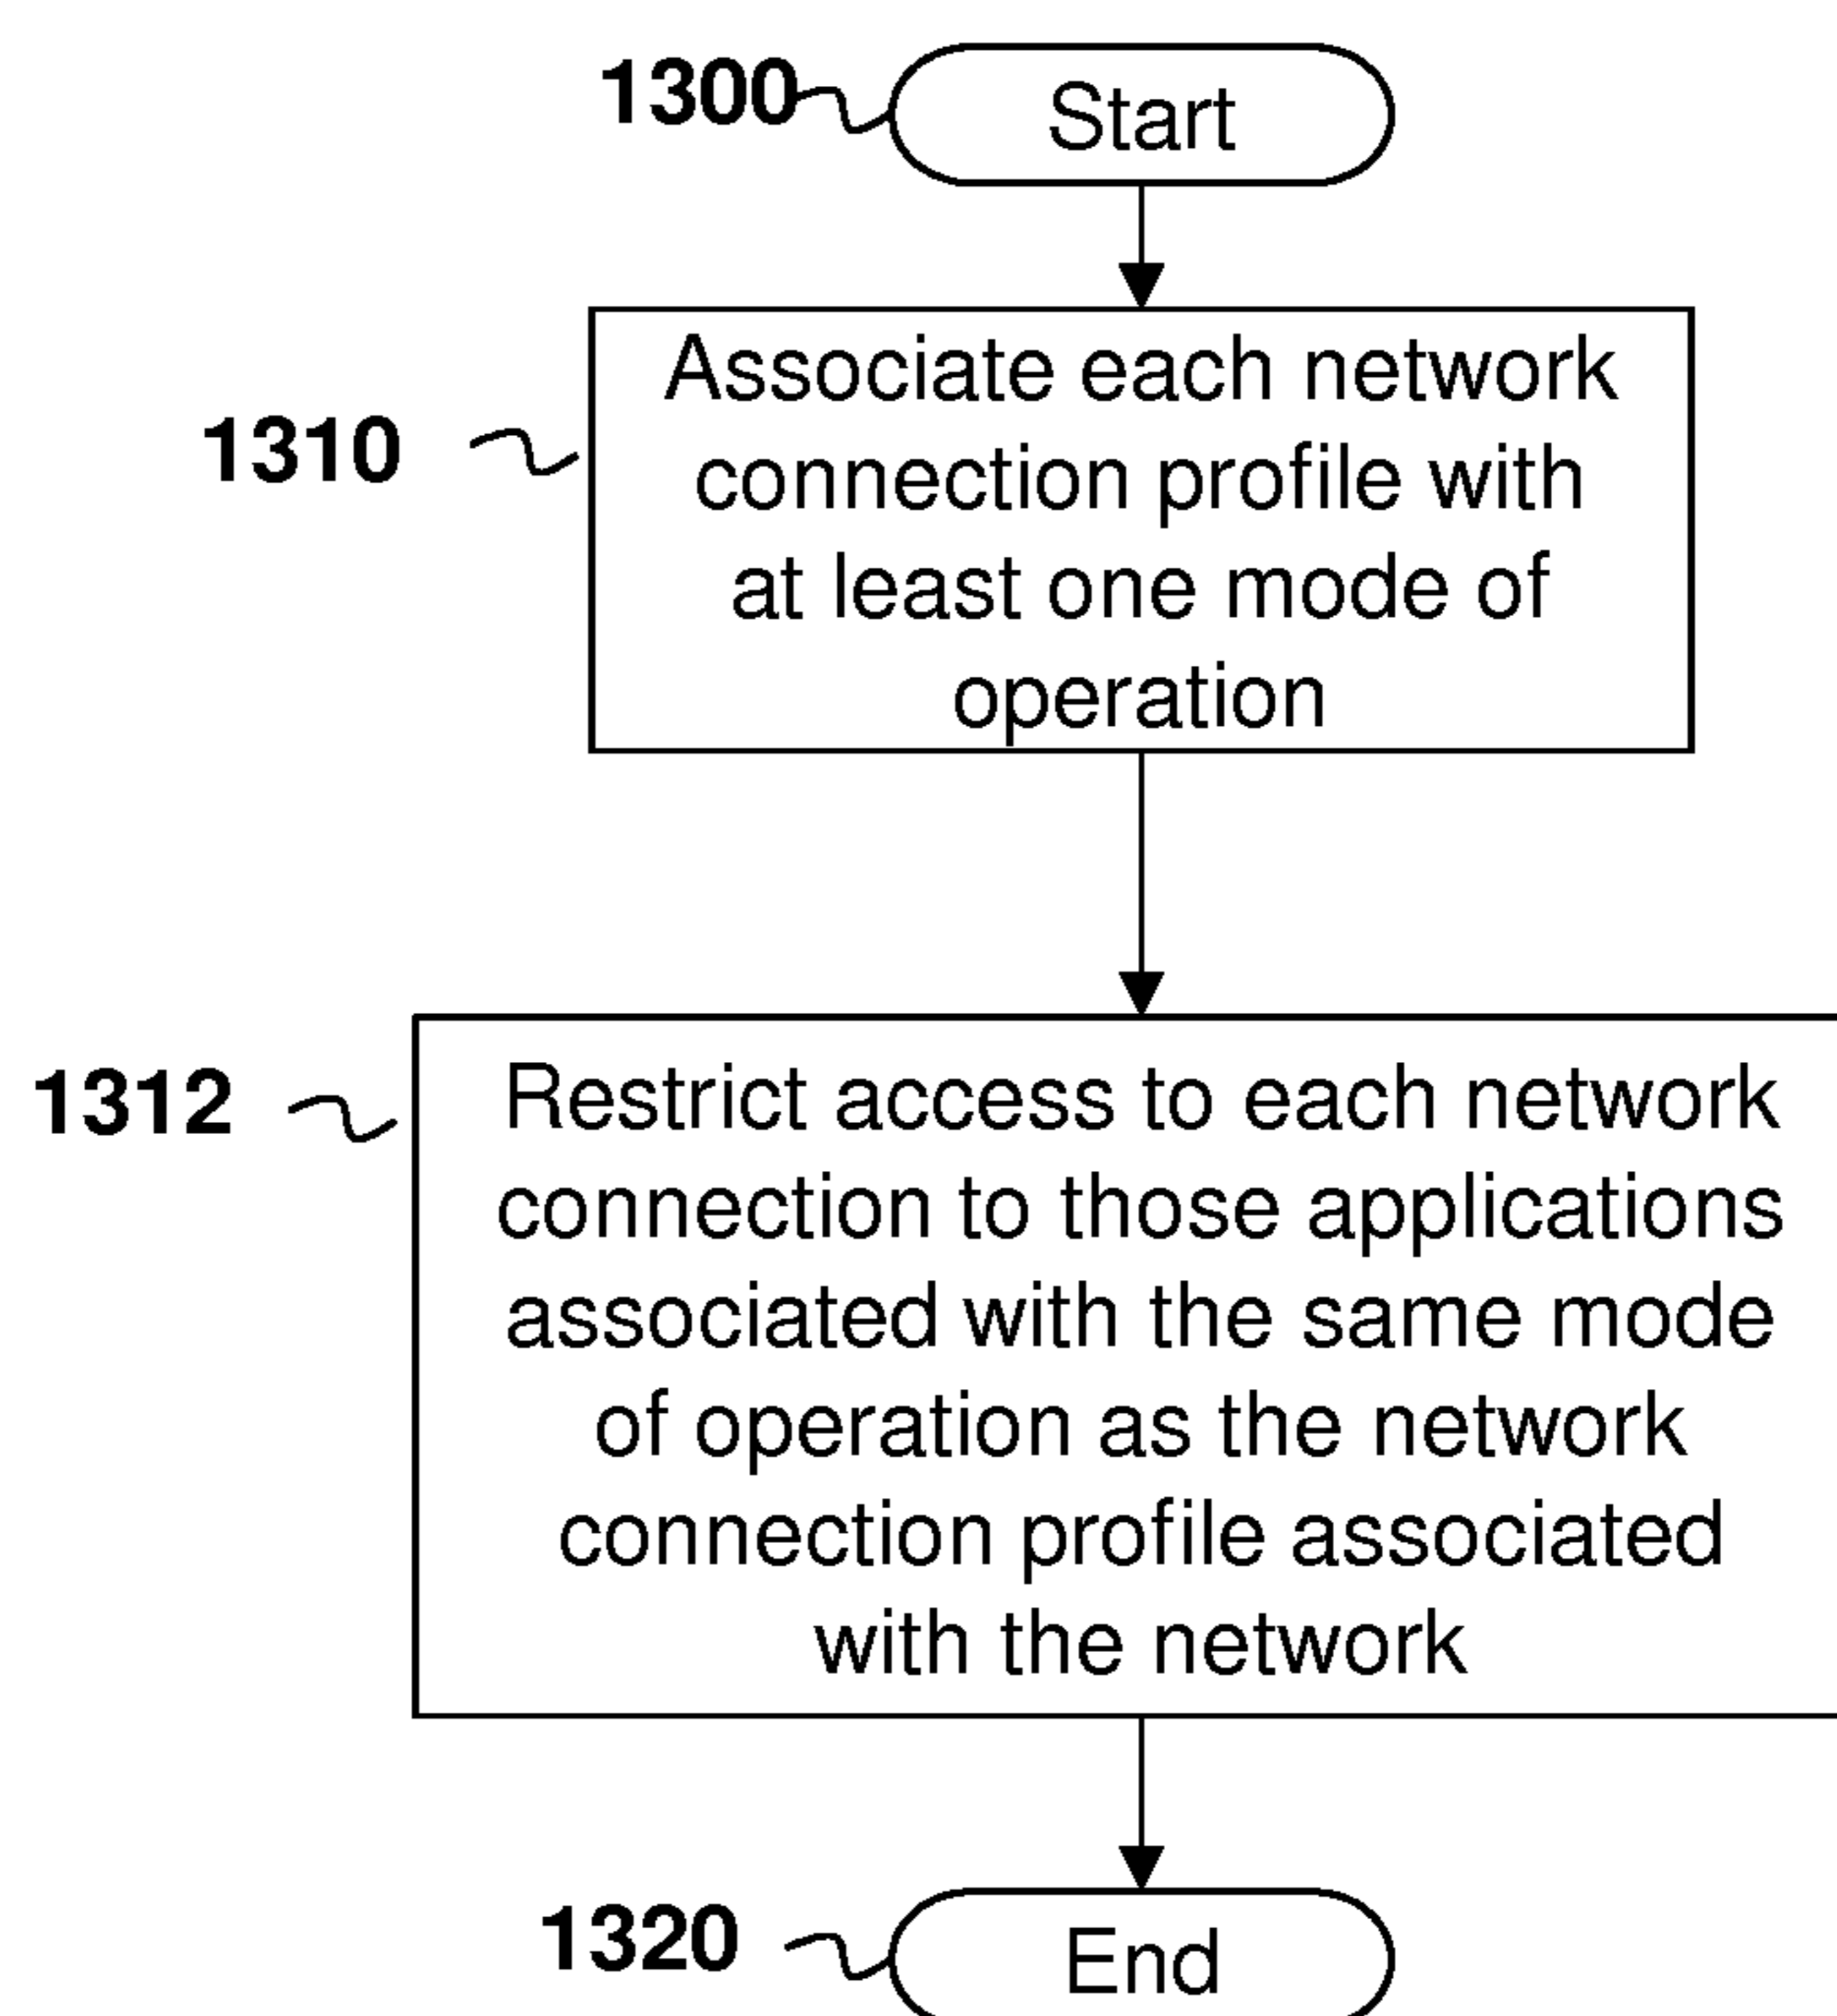 1300
Start
1310
Associate each network
connection profile with
at least one mode of
operation
1312
Restrict access to each network
connection to those applications
associated with the same mode
of operation as the network
connection profile associated
with the network
1320
End